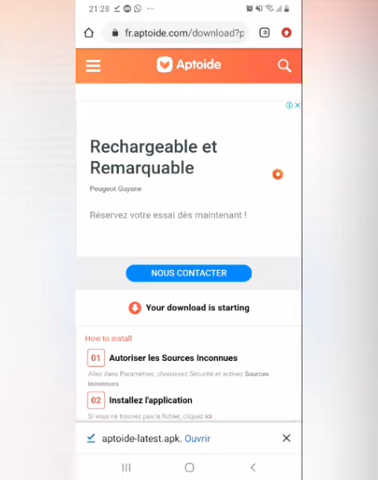 21:28
fr.aptoide.com/download?p
Aptoide
Rechargeable et
Remarquable
Peugeot Guyane
Réservez votre essai dès maintenant !
NOUS CONTACTER
Your download is starting
How to install
01 Autoriser les Sources Inconnues
Allez dans Paramètres, choisissez Sécurité et activez Sources
Inconnues
02 Installez l'application
Si vous ne trouvez pas le fichier, cliquez ici
aptoide-latest.apk. Ouvrir